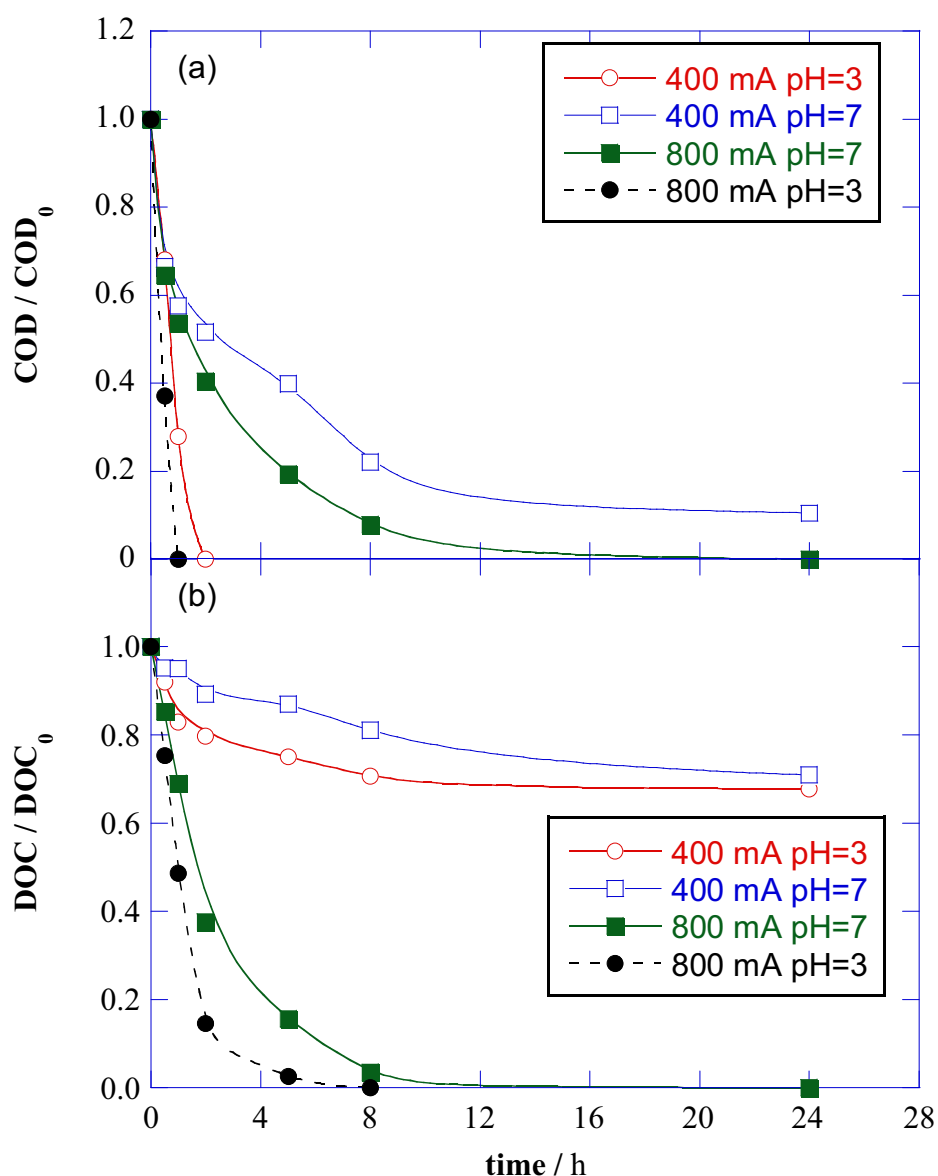 1.2
(a)
400 mA pH=3
400 mA pH=7
800 mA pH=7
800 mA pH=3
1.0
0.8
0.6
0.4
0.2
0
COD / COD0
(b)
1.0
0.8
0.6
0.4
0.2
0.0
DOC / DOC0
400 mA pH=3
400 mA pH=7
800 mA pH=7
800 mA pH=3
0 4 8 12 16 20 24 28
time / h